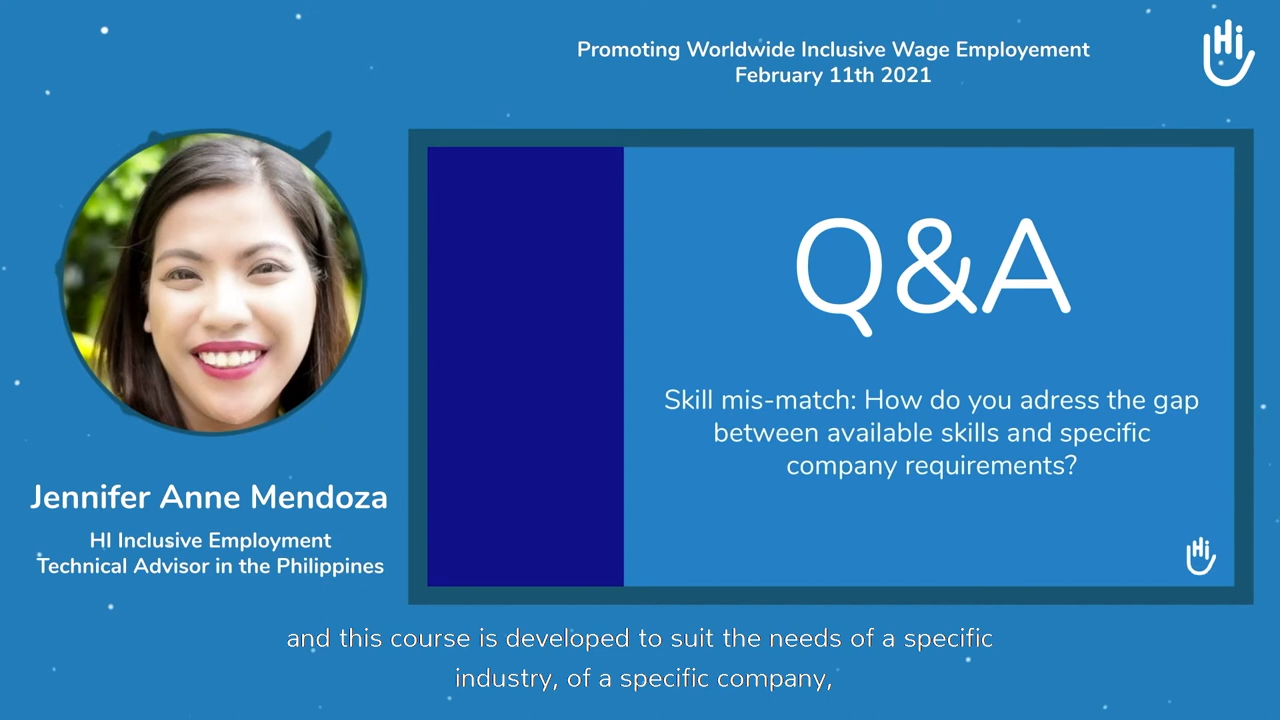 Promoting Worldwide Inclusive Wage Employement
February 11th 2021
Hi
Q&A
Skill mis-match: How do you adress the gap
between available skills and specific
company requirements?
Hi
Jennifer Anne Mendoza
HI Inclusive Employment
Technical Advisor in the Philippines
and this course is developed to suit the needs of a specific
industry, of a specific company,